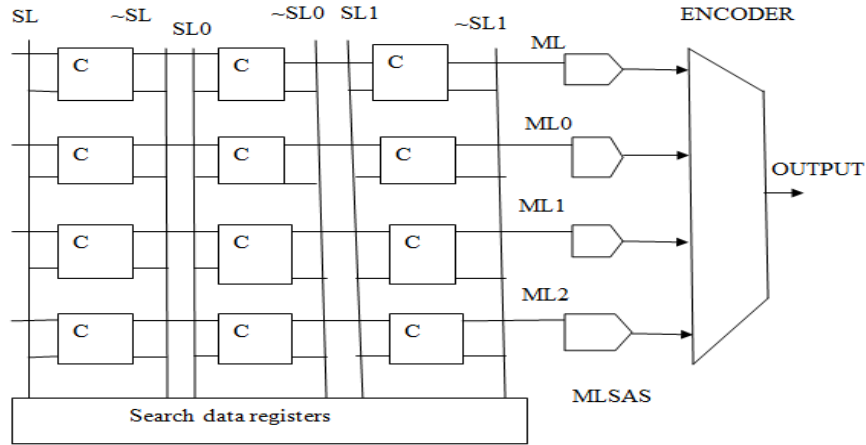 SL ~SL SL0 ~SL0 SL1 ~SL1 ML ENCODER
C C C
ML0
C C C
OUTPUT
ML1
C C C
ML2
C C C
MLSAS
Search data registers